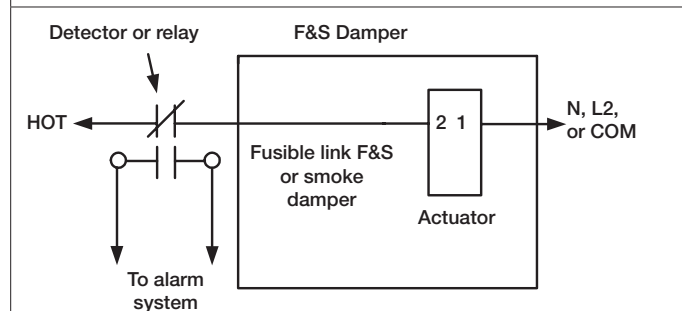 Detector or relay
F&S Damper
HOT
2 1
N, L2,
or COM
Fusible link F&S
or smoke
damper
Actuator
To alarm
system